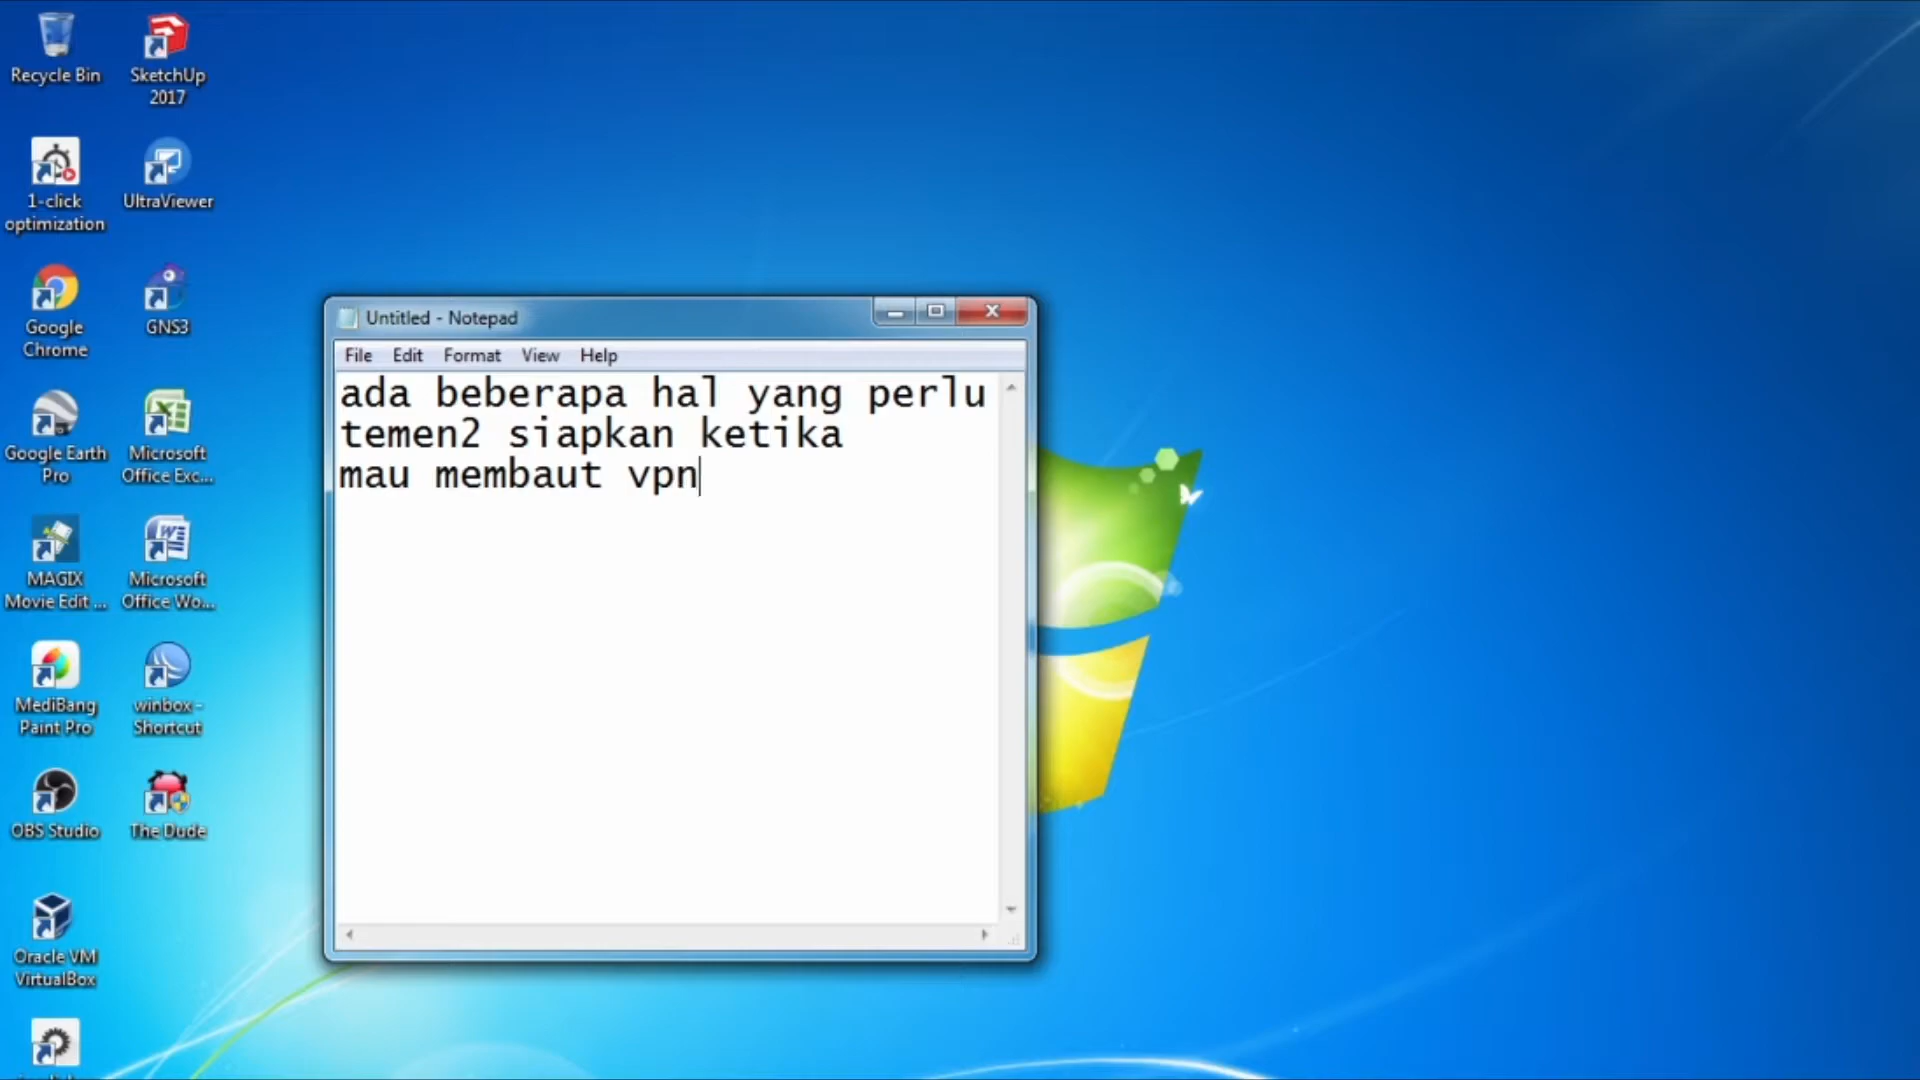 Recycle Bin
SketchUp
2017
1-click
optimization
UltraViewer
Google
Chrome
GNS3
Google Earth
Pro
Microsoft
Office Exc...
MAGIX
Movie Edit ...
Microsoft
Office Wo...
MediBang
Paint Pro
winbox -
Shortcut
OBS Studio
The Dude
Oracle VM
VirtualBox
Untitled - Notepad
File Edit Format View Help
ada beberapa hal yang perlu
temen2 siapkan ketika
mau membaut vpn